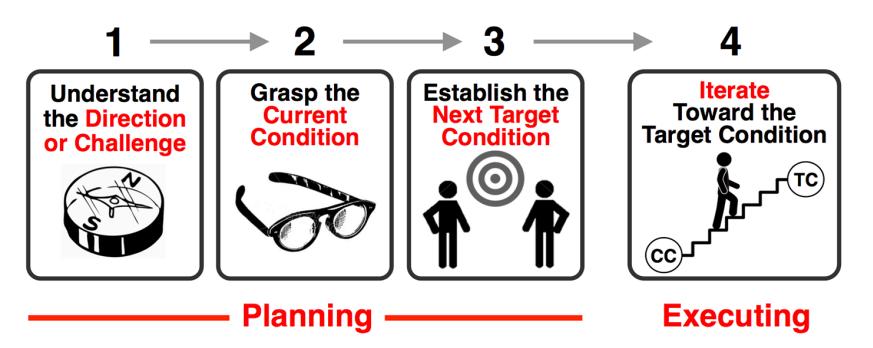 1
2
3
4
Understand
the Direction
or Challenge
N
S
Grasp the
Current
Condition
Establish the
Next Target
Condition
Iterate
Toward the
Target Condition
TC
CC
Planning
Executing